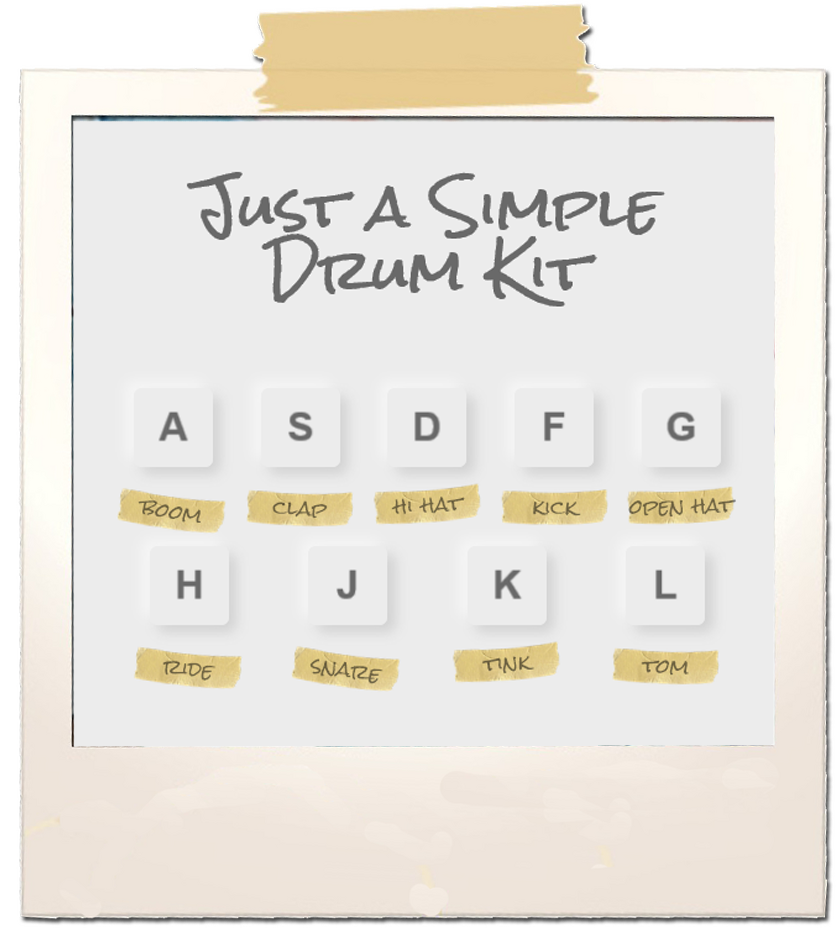 Just a Simple
Drum Kit
A S D F G
BOOM CLAP HI HAT KICK OPEN HAT
H J K L
RIDE SNARE TINK TOM